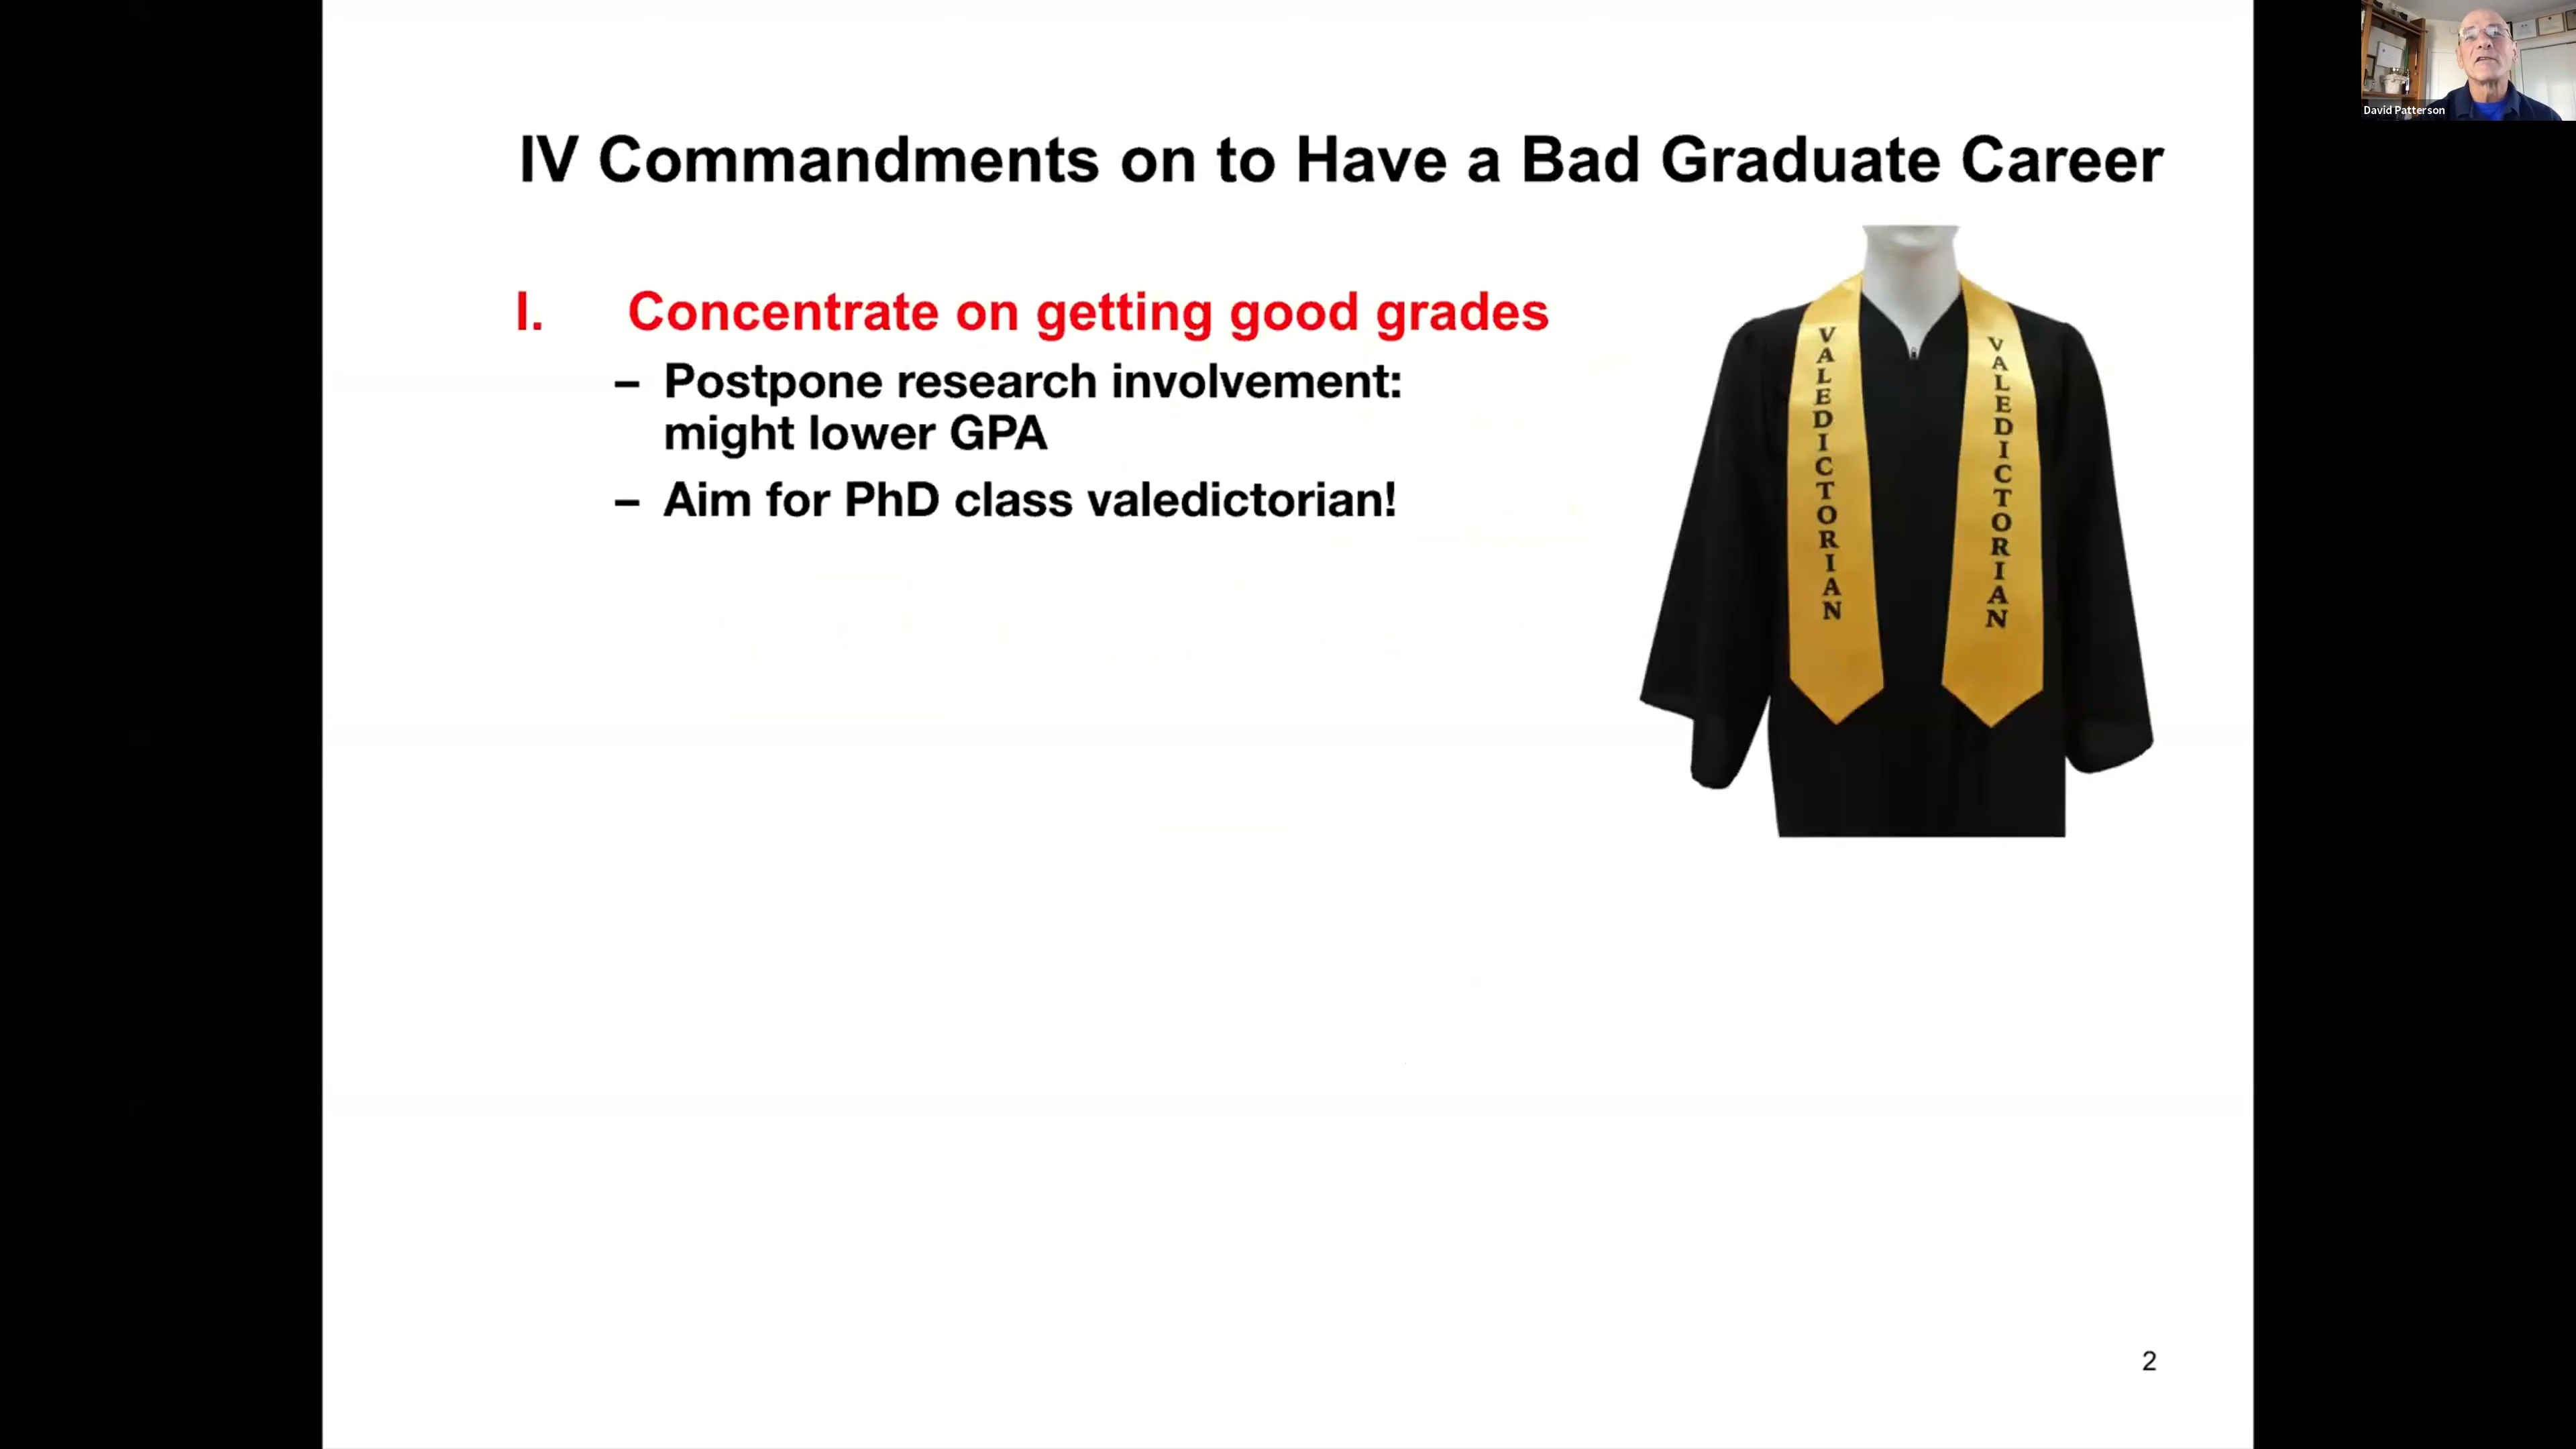 David Patterson
IV Commandments on to Have a Bad Graduate Career
I. Concentrate on getting good grades
– Postpone research involvement:
might lower GPA
– Aim for PhD class valedictorian!
VALEDICTORIAN
VALEDICTORIAN
2